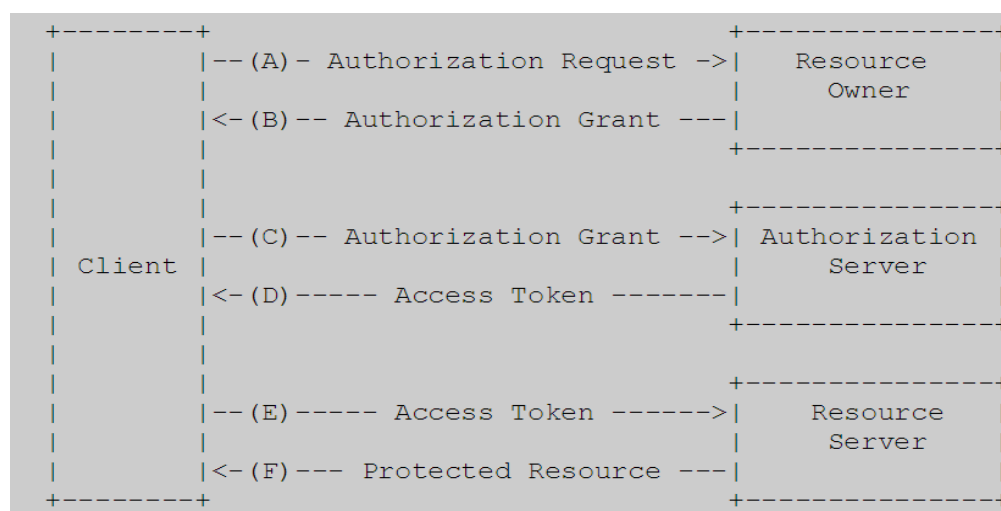 +--------+                               +---------------+
|        |--(A)- Authorization Request ->|   Resource    |
|        |                               |     Owner     |
|        |<-(B)-- Authorization Grant ---|
|        |                               +---------------+
|        |
|        |                               +---------------+
|        |--(C)-- Authorization Grant -->| Authorization |
| Client |                               |     Server    |
|        |<-(D)----- Access Token -------|
|        |                               +---------------+
|        |
|        |                               +---------------+
|        |--(E)----- Access Token ------>|    Resource   |
|        |                               |     Server    |
|        |<-(F)--- Protected Resource ---|
+--------+                               +---------------+